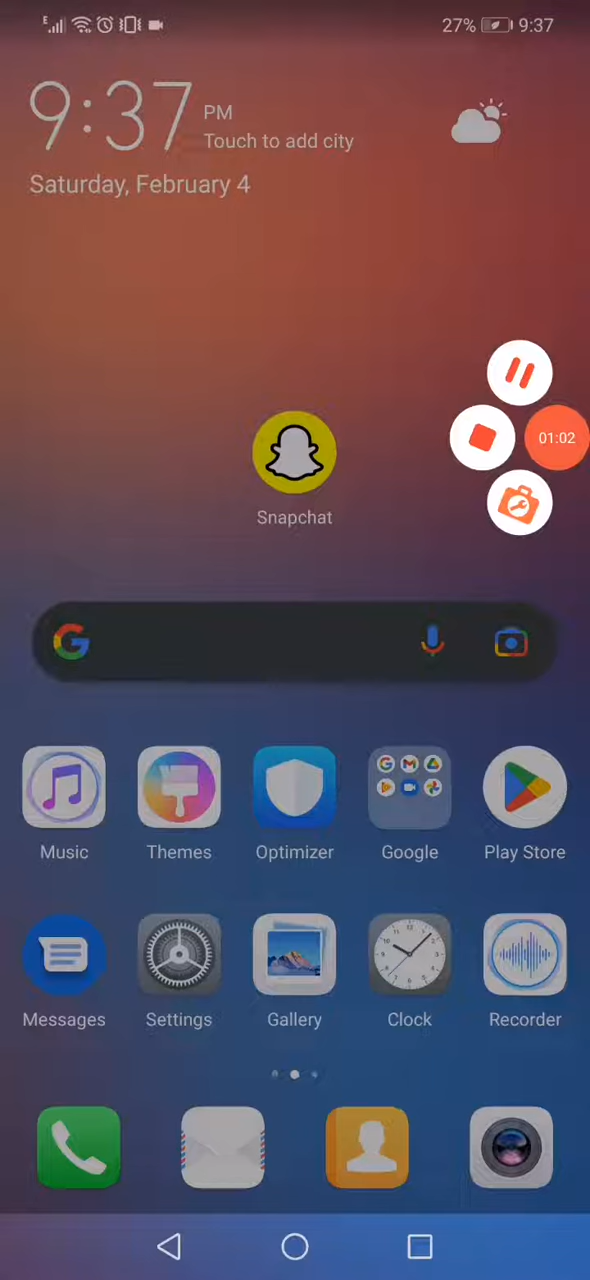 E
27% 9:37
9:37 PM
Touch to add city
Saturday, February 4
01:02
Snapchat
Music Themes Optimizer Google Play Store
Messages Settings Gallery Clock Recorder